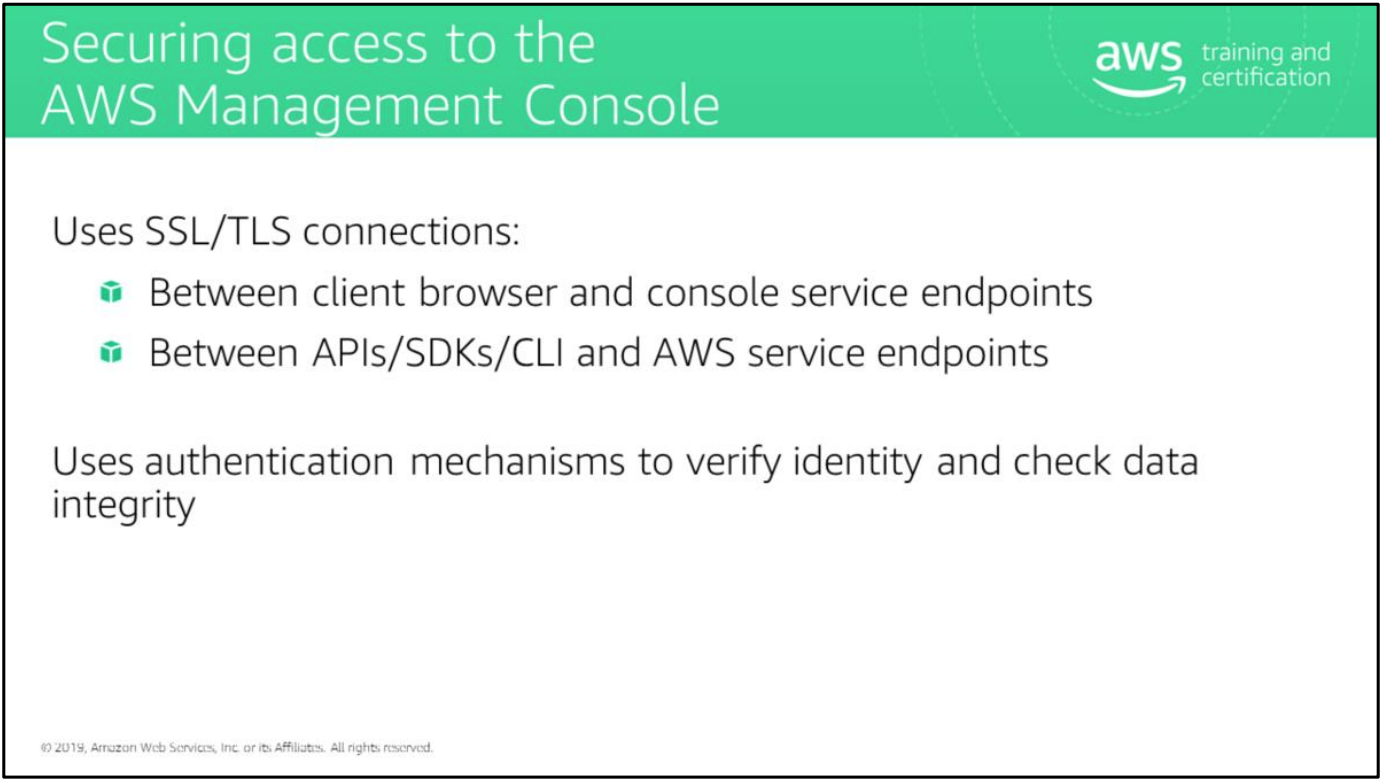 Securing access to the
AWS Management Console
aws training and
certification
Uses SSL/TLS connections:
Between client browser and console service endpoints
Between APIs/SDKs/CLI and AWS service endpoints
Uses authentication mechanisms to verify identity and check data
integrity
© 2019, Amazon Web Services, Inc. or its Affiliates. All rights reserved.